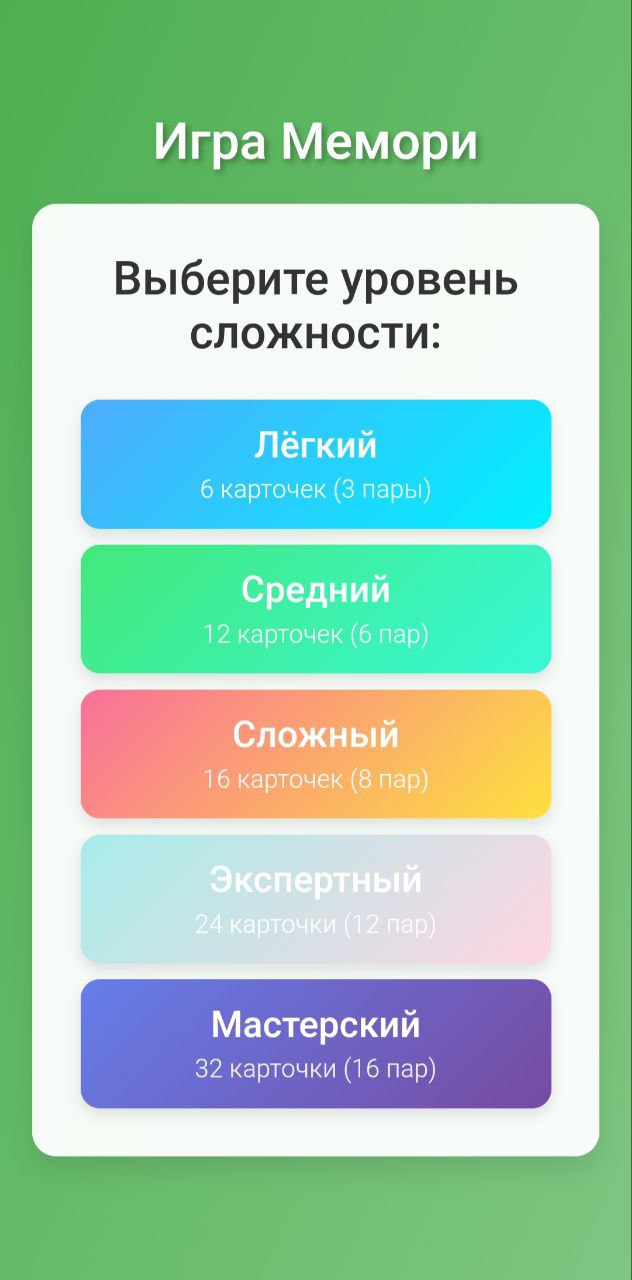 Игра Мемори
Выберите уровень
сложности:
Лёгкий
6 карточек (3 пары)
Средний
12 карточек (6 пар)
Сложный
16 карточек (8 пар)
Экспертный
24 карточки (12 пар)
Мастерский
32 карточки (16 пар)